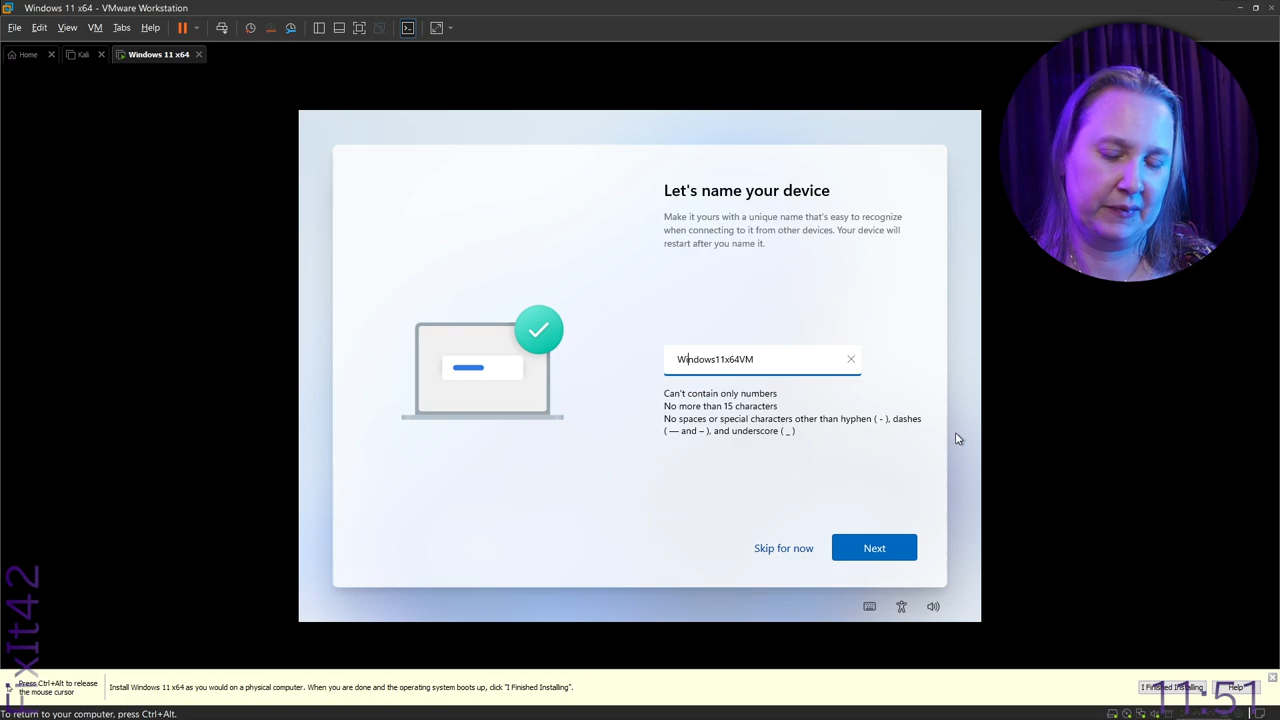 Windows 11 x64 - VMware Workstation
File Edit View VM Tabs Help
Home Kali Windows 11 x64
Let's name your device
Make it yours with a unique name that's easy to recognize
when connecting to it from other devices. Your device will
restart after you name it.
Windows11x64VM
Can't contain only numbers
No more than 15 characters
No spaces or special characters other than hyphen ( - ), dashes
( — and – ), and underscore ( _ )
Skip for now Next
Press Ctrl+Alt to release
the mouse cursor
Install Windows 11 x64 as you would on a physical computer. When you are done and the operating system boots up, click "I Finished Installing".
I Finished Installing Help
11:51
To return to your computer, press Ctrl+Alt.